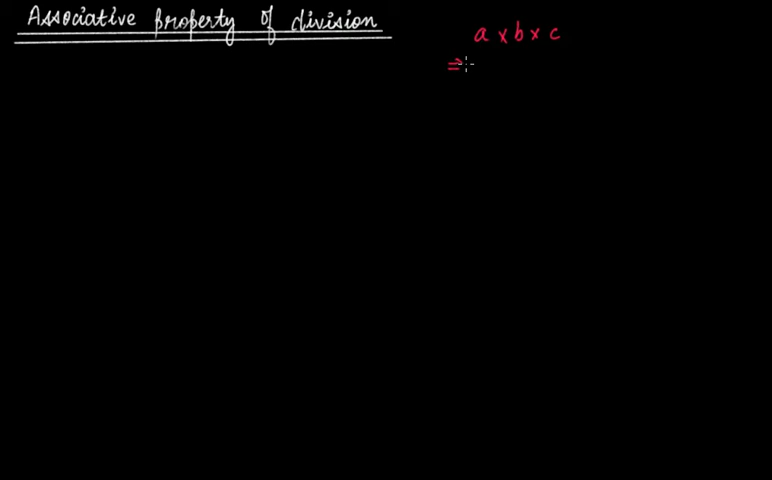 Associative property of division
a × b × c
⇒